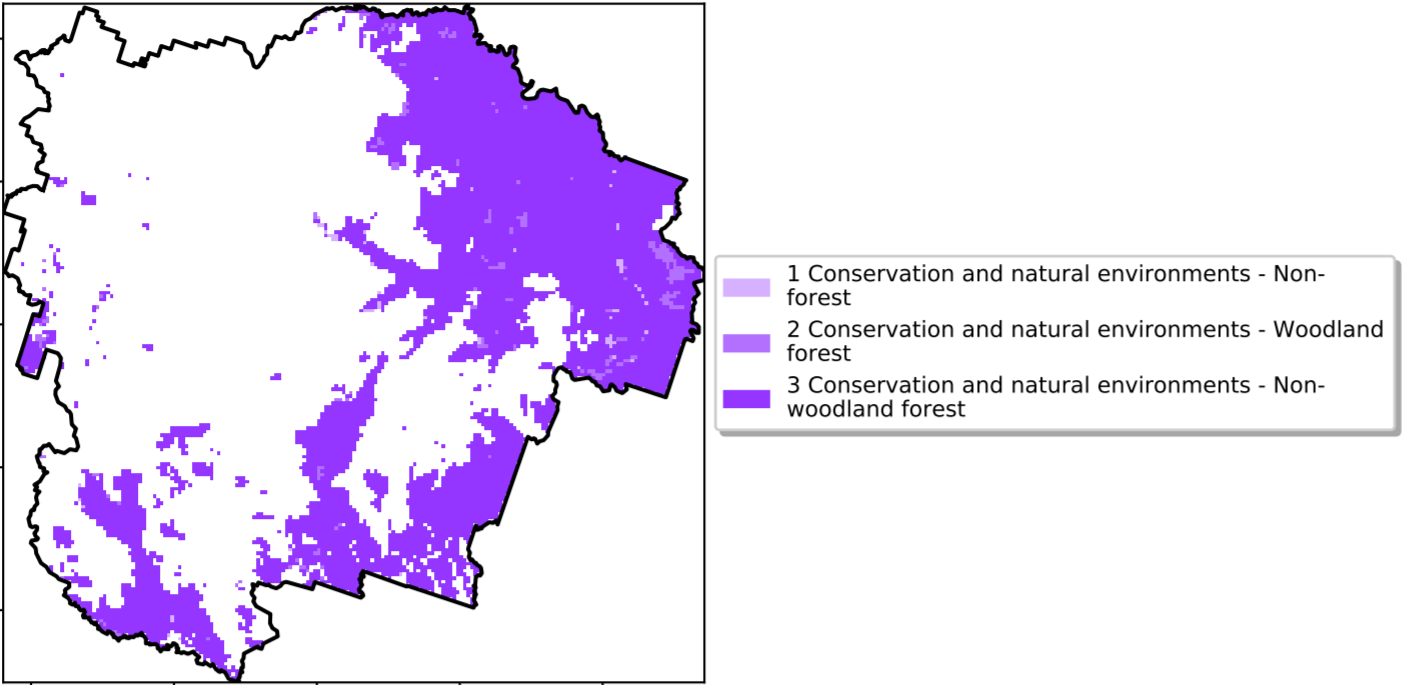 1 Conservation and natural environments - Non-
forest
2 Conservation and natural environments - Woodland
forest
3 Conservation and natural environments - Non-
woodland forest